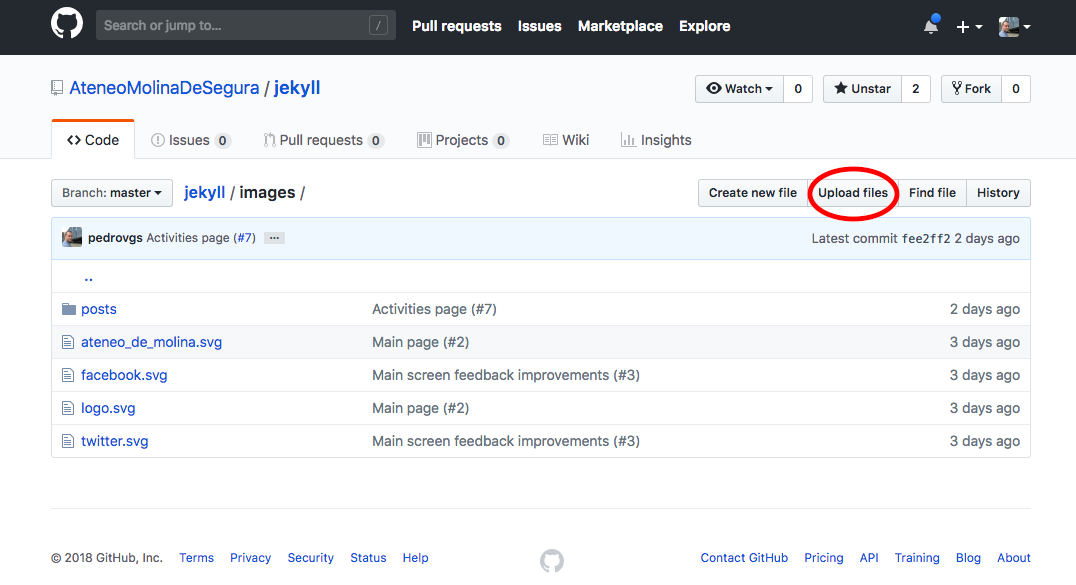 Search or jump to... / Pull requests Issues Marketplace Explore
AteneoMolinaDeSegura / jekyll Watch 0 Unstar 2 Fork 0
Code Issues 0 Pull requests 0 Projects 0 Wiki Insights
Branch: master jekyll / images / Create new file Upload files Find file History
pedrovgs Activities page (#7) ... Latest commit fee2ff2 2 days ago
..
posts Activities page (#7) 2 days ago
ateneo_de_molina.svg Main page (#2) 3 days ago
facebook.svg Main screen feedback improvements (#3) 3 days ago
logo.svg Main page (#2) 3 days ago
twitter.svg Main screen feedback improvements (#3) 3 days ago
© 2018 GitHub, Inc. Terms Privacy Security Status Help Contact GitHub Pricing API Training Blog About